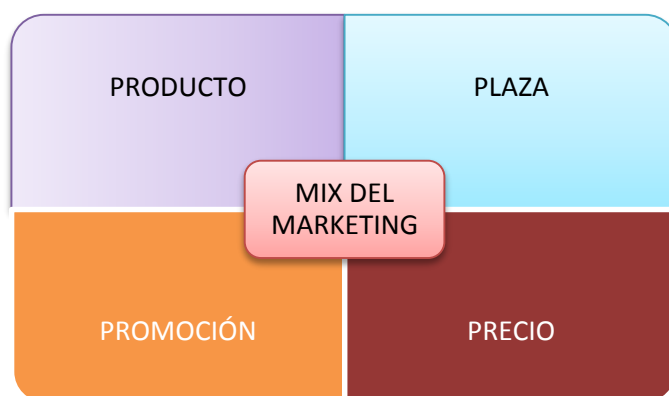 PRODUCTO
PLAZA
MIX DEL
MARKETING
PROMOCIÓN
PRECIO